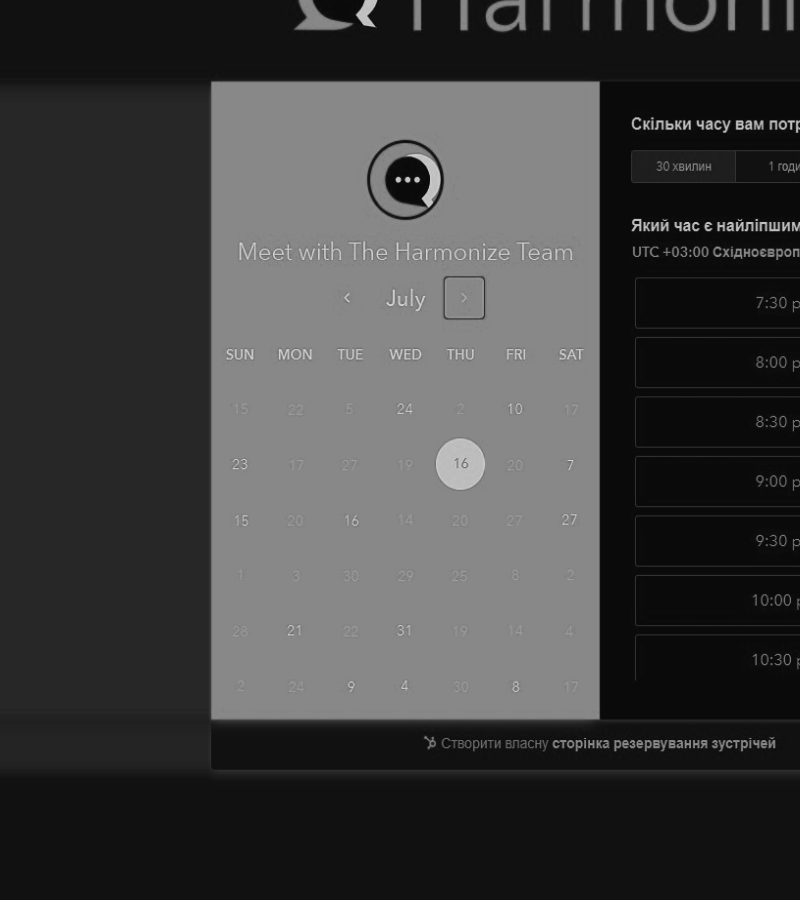 Harmoni
Meet with The Harmonize Team
July
SUN MON TUE WED THU FRI SAT
15 22 5 24 2 10 17
23 17 27 19 16 20 7
15 20 16 14 20 27 27
1 3 30 29 25 8 2
28 21 22 31 19 14 4
2 24 9 4 30 8 17
Скільки часу вам потр
30 хвилин 1 годи
Який час є найліпшим
UTC +03:00 Східноєвроп
7:30 p
8:00 p
8:30 p
9:00 p
9:30 p
10:00 p
10:30 p
Створити власну сторінка резервування зустрічей